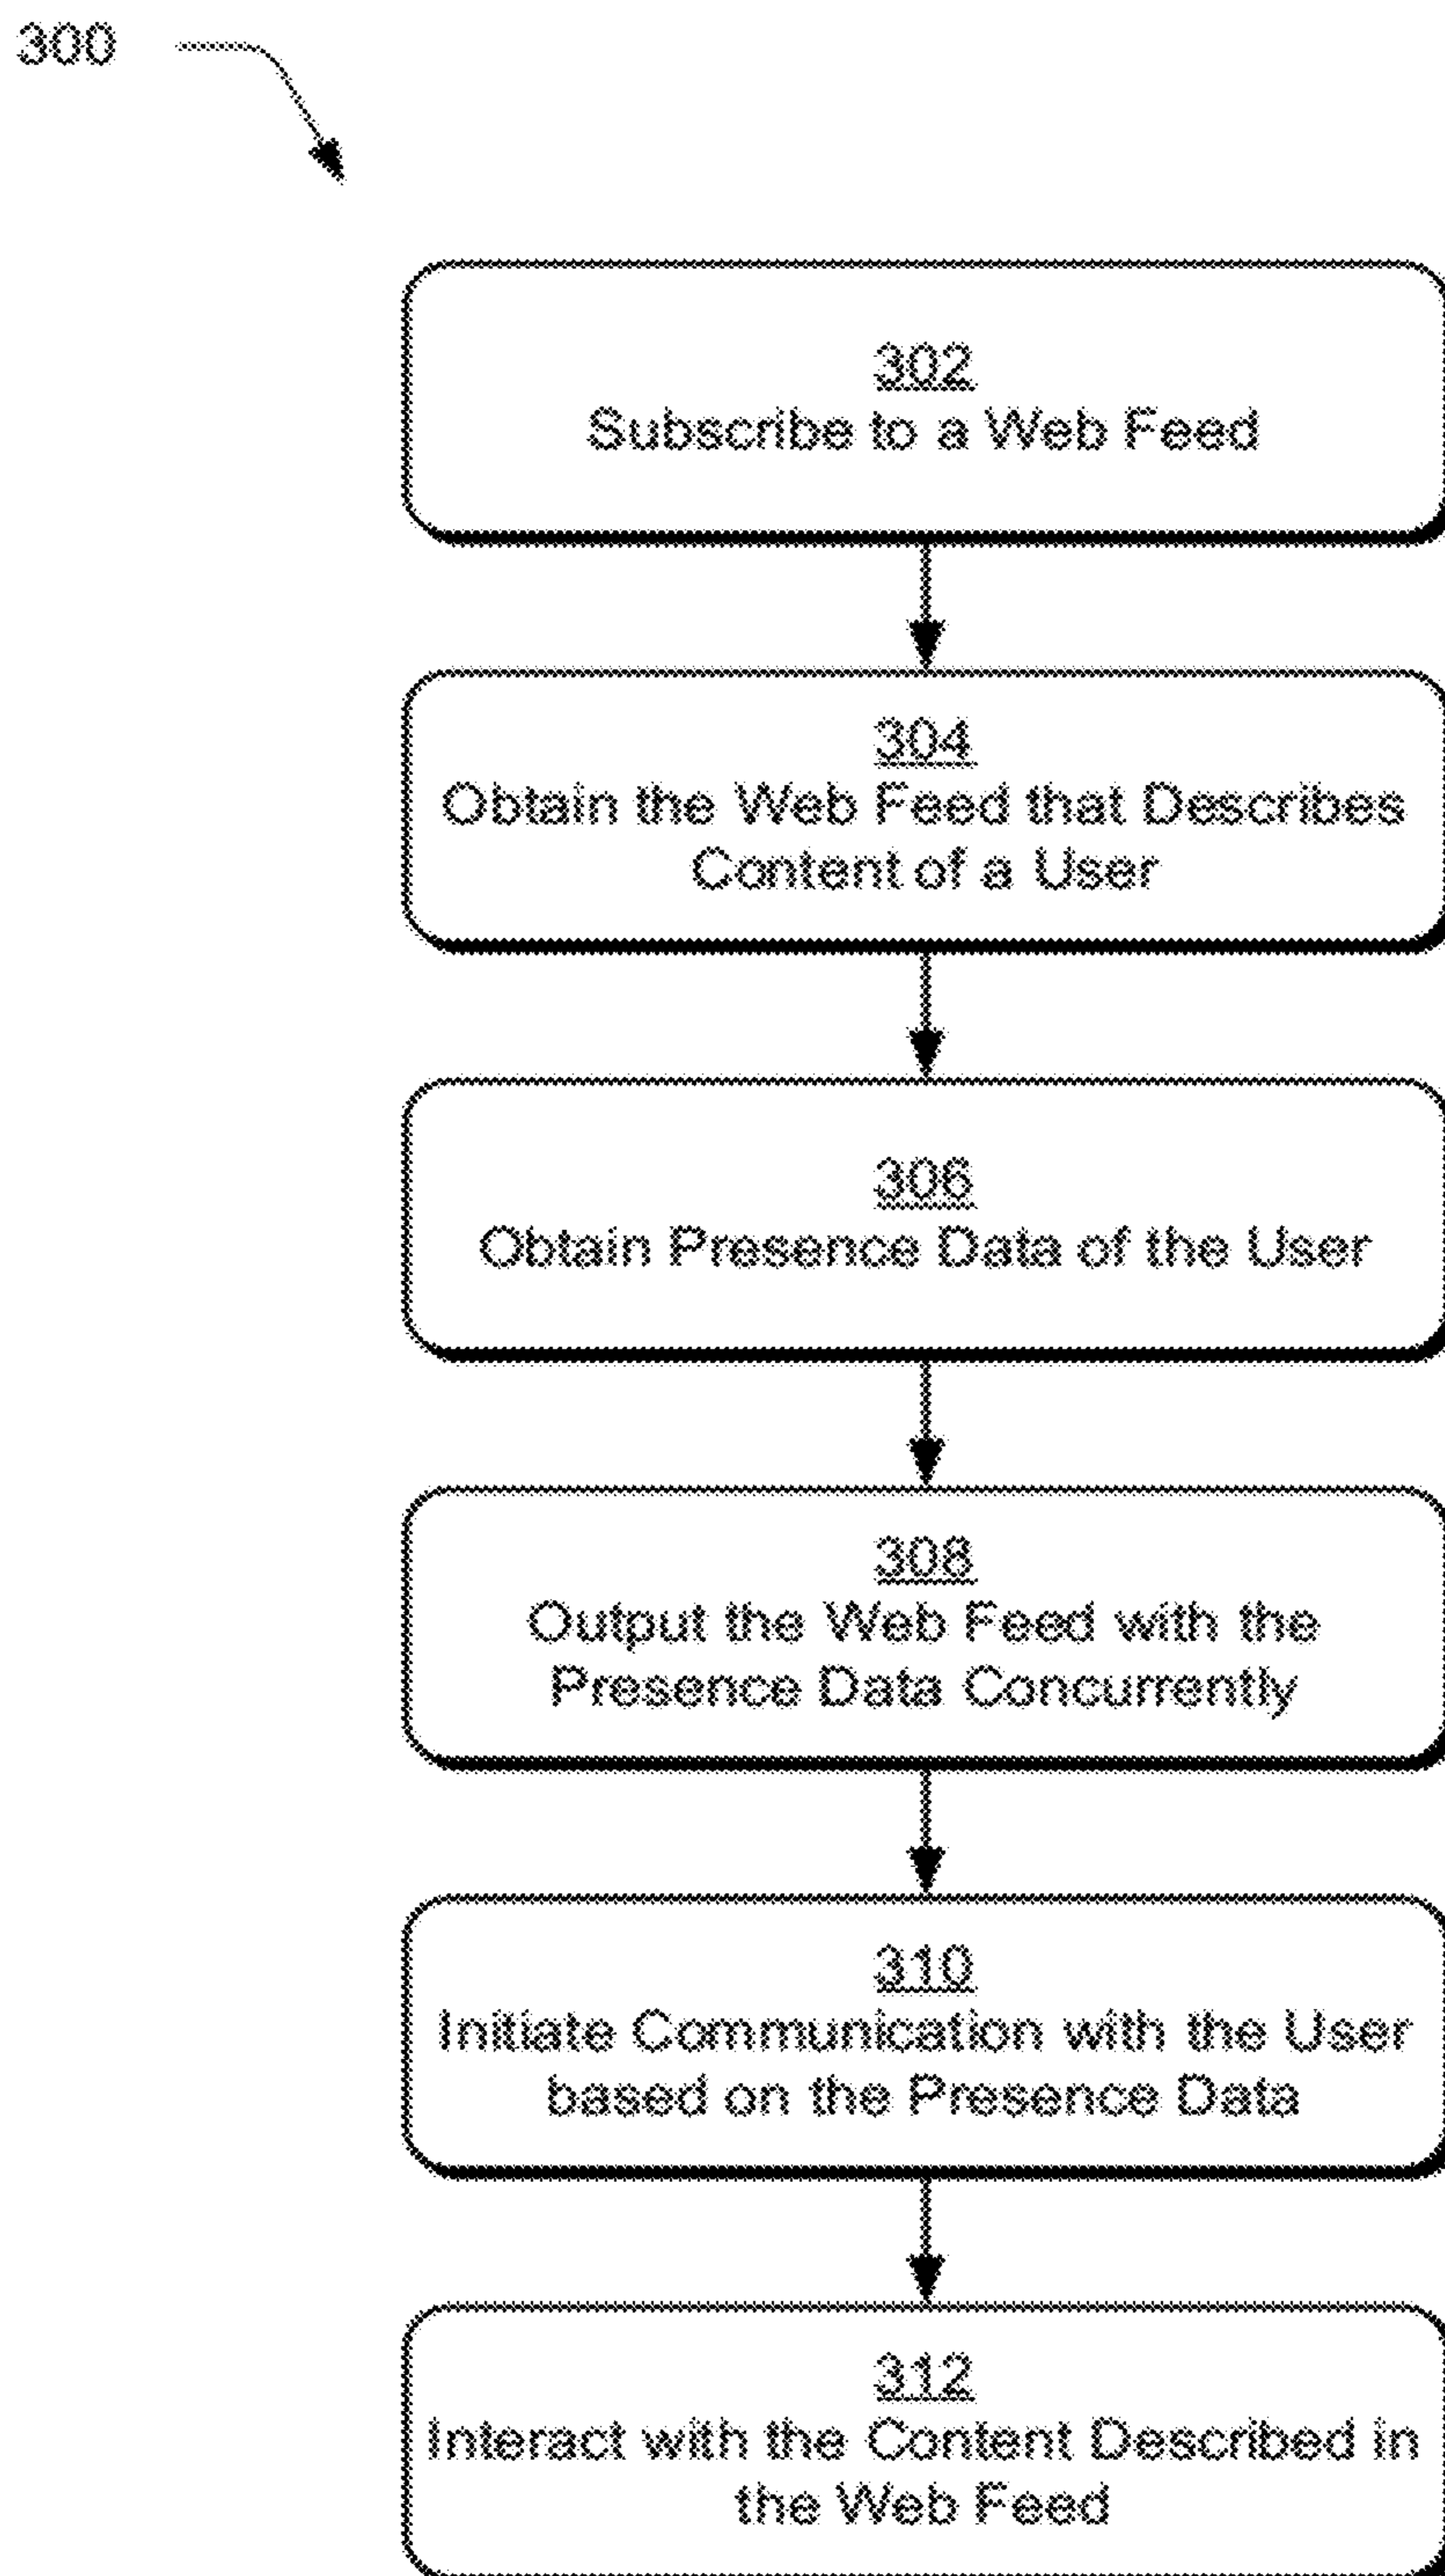 300
302
Subscribe to a Web Feed
304
Obtain the Web Feed that Describes
Content of a User
306
Obtain Presence Data of the User
308
Output the Web Feed with the
Presence Data Concurrently
310
Initiate Communication with the User
based on the Presence Data
312
Interact with the Content Described in
the Web Feed